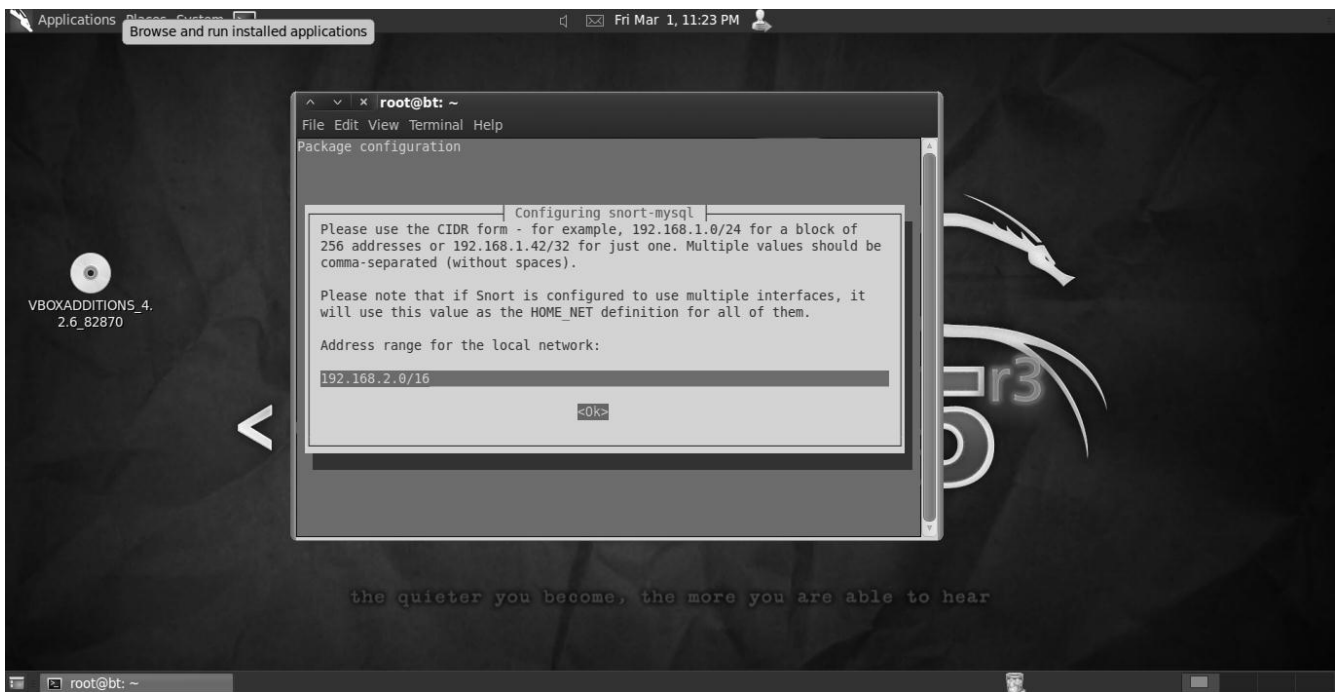 Applications Places System
Fri Mar 1, 11:23 PM
Browse and run installed applications
root@bt: ~
File Edit View Terminal Help
Package configuration
Configuring snort-mysql
Please use the CIDR form - for example, 192.168.1.0/24 for a block of
256 addresses or 192.168.1.42/32 for just one. Multiple values should be
comma-separated (without spaces).
Please note that if Snort is configured to use multiple interfaces, it
will use this value as the HOME_NET definition for all of them.
Address range for the local network:
192.168.2.0/16
<Ok>
VBOXADDITIONS_4.
2.6_82870
<
5 r3
the quieter you become, the more you are able to hear
root@bt: ~